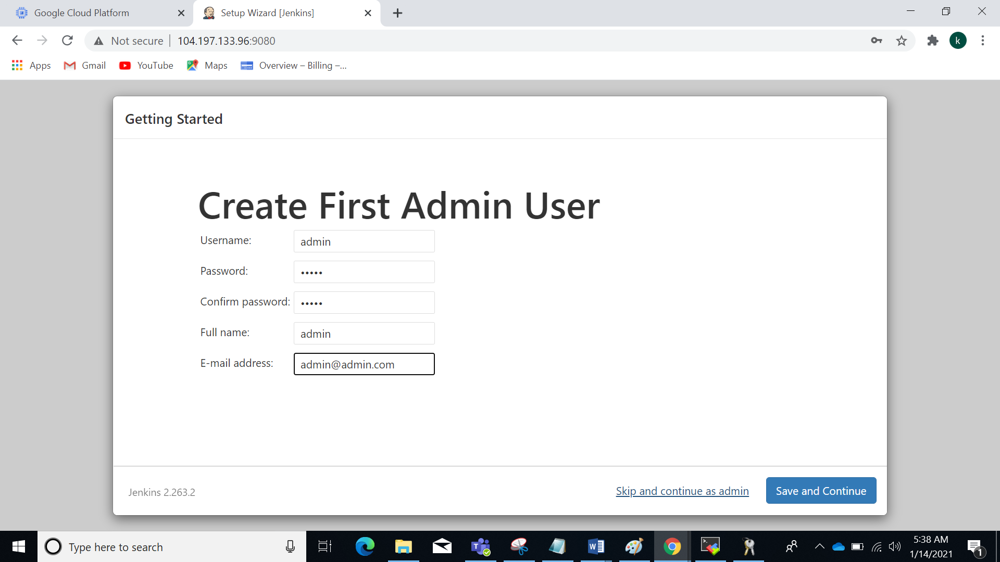 Google Cloud Platform
Setup Wizard [Jenkins]
Not secure | 104.197.133.96:9080
k
Apps
Gmail
YouTube
Maps
Overview – Billing –...
Getting Started
Create First Admin User
Username: admin
Password: •••••
Confirm password: •••••
Full name: admin
E-mail address: admin@admin.com
Jenkins 2.263.2
Skip and continue as admin
Save and Continue
Type here to search
5:38 AM
1/14/2021
1